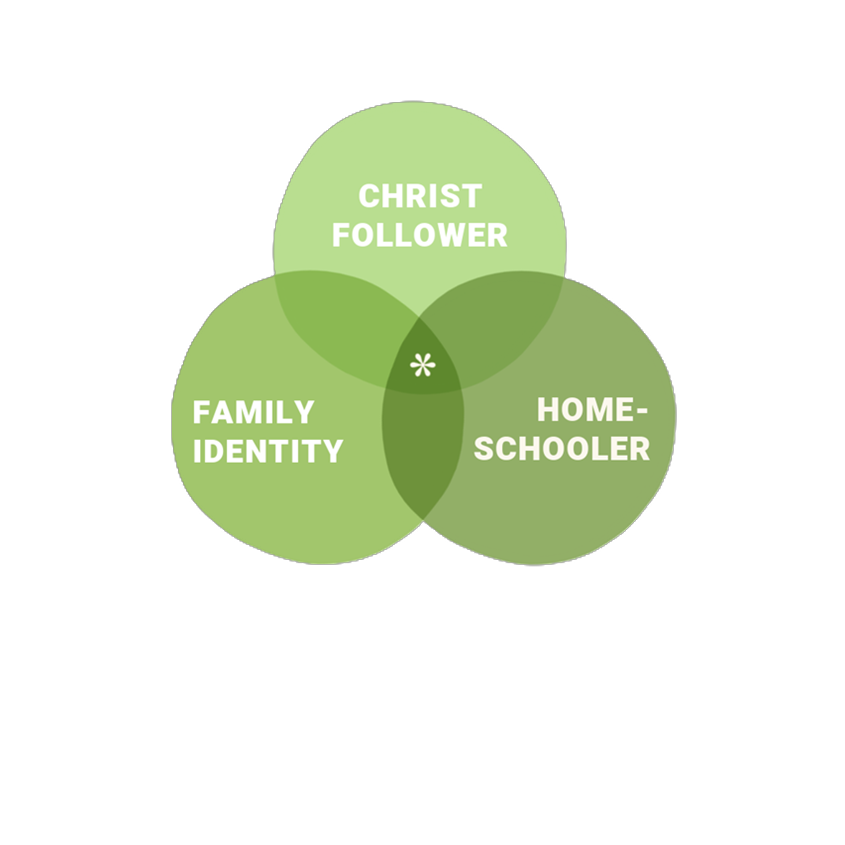 CHRIST
FOLLOWER
*
FAMILY
IDENTITY
HOME-
SCHOOLER